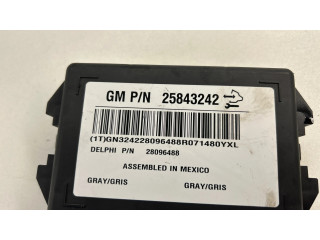 GM P/N 25843242
(1T)GN324228096488R071480YXL
DELPHI P/N 28096488
ASSEMBLED IN MEXICO
GRAY/GRIS GRAY/GRIS